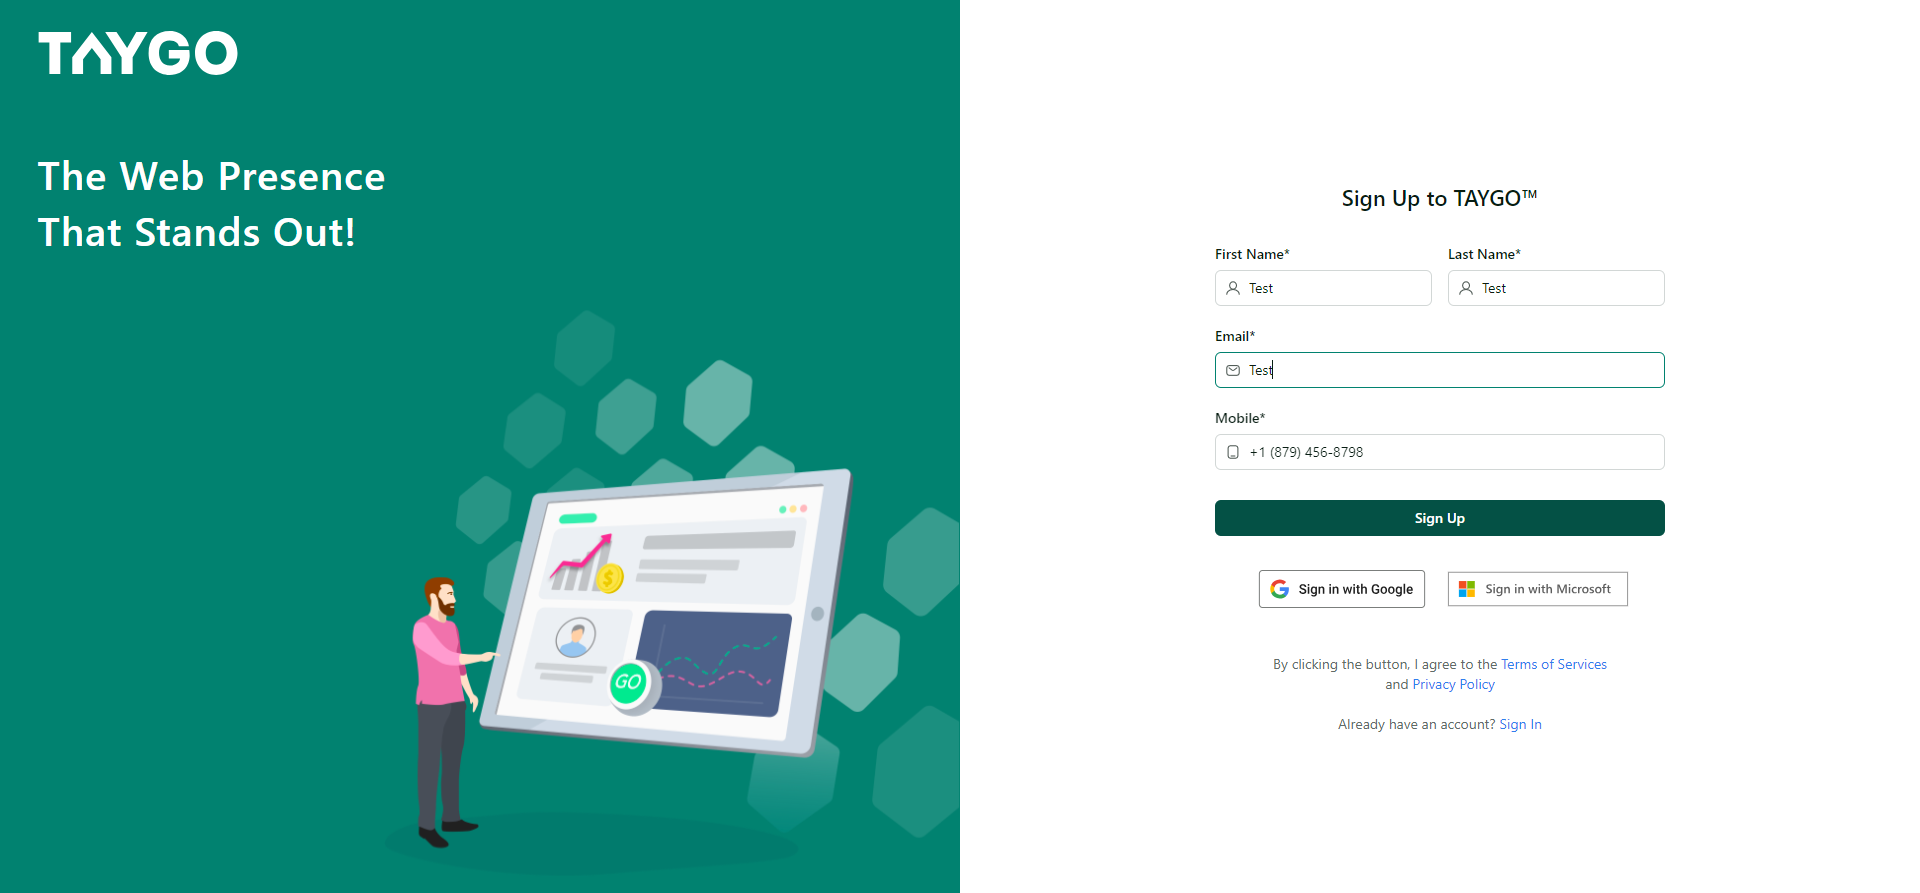 TAYGO
The Web Presence
That Stands Out!
GO
Sign Up to TAYGO™
First Name*
Last Name*
Test
Test
Email*
Test
Mobile*
+1 (879) 456-8798
Sign Up
Sign in with Google
Sign in with Microsoft
By clicking the button, I agree to the Terms of Services
and Privacy Policy
Already have an account? Sign In